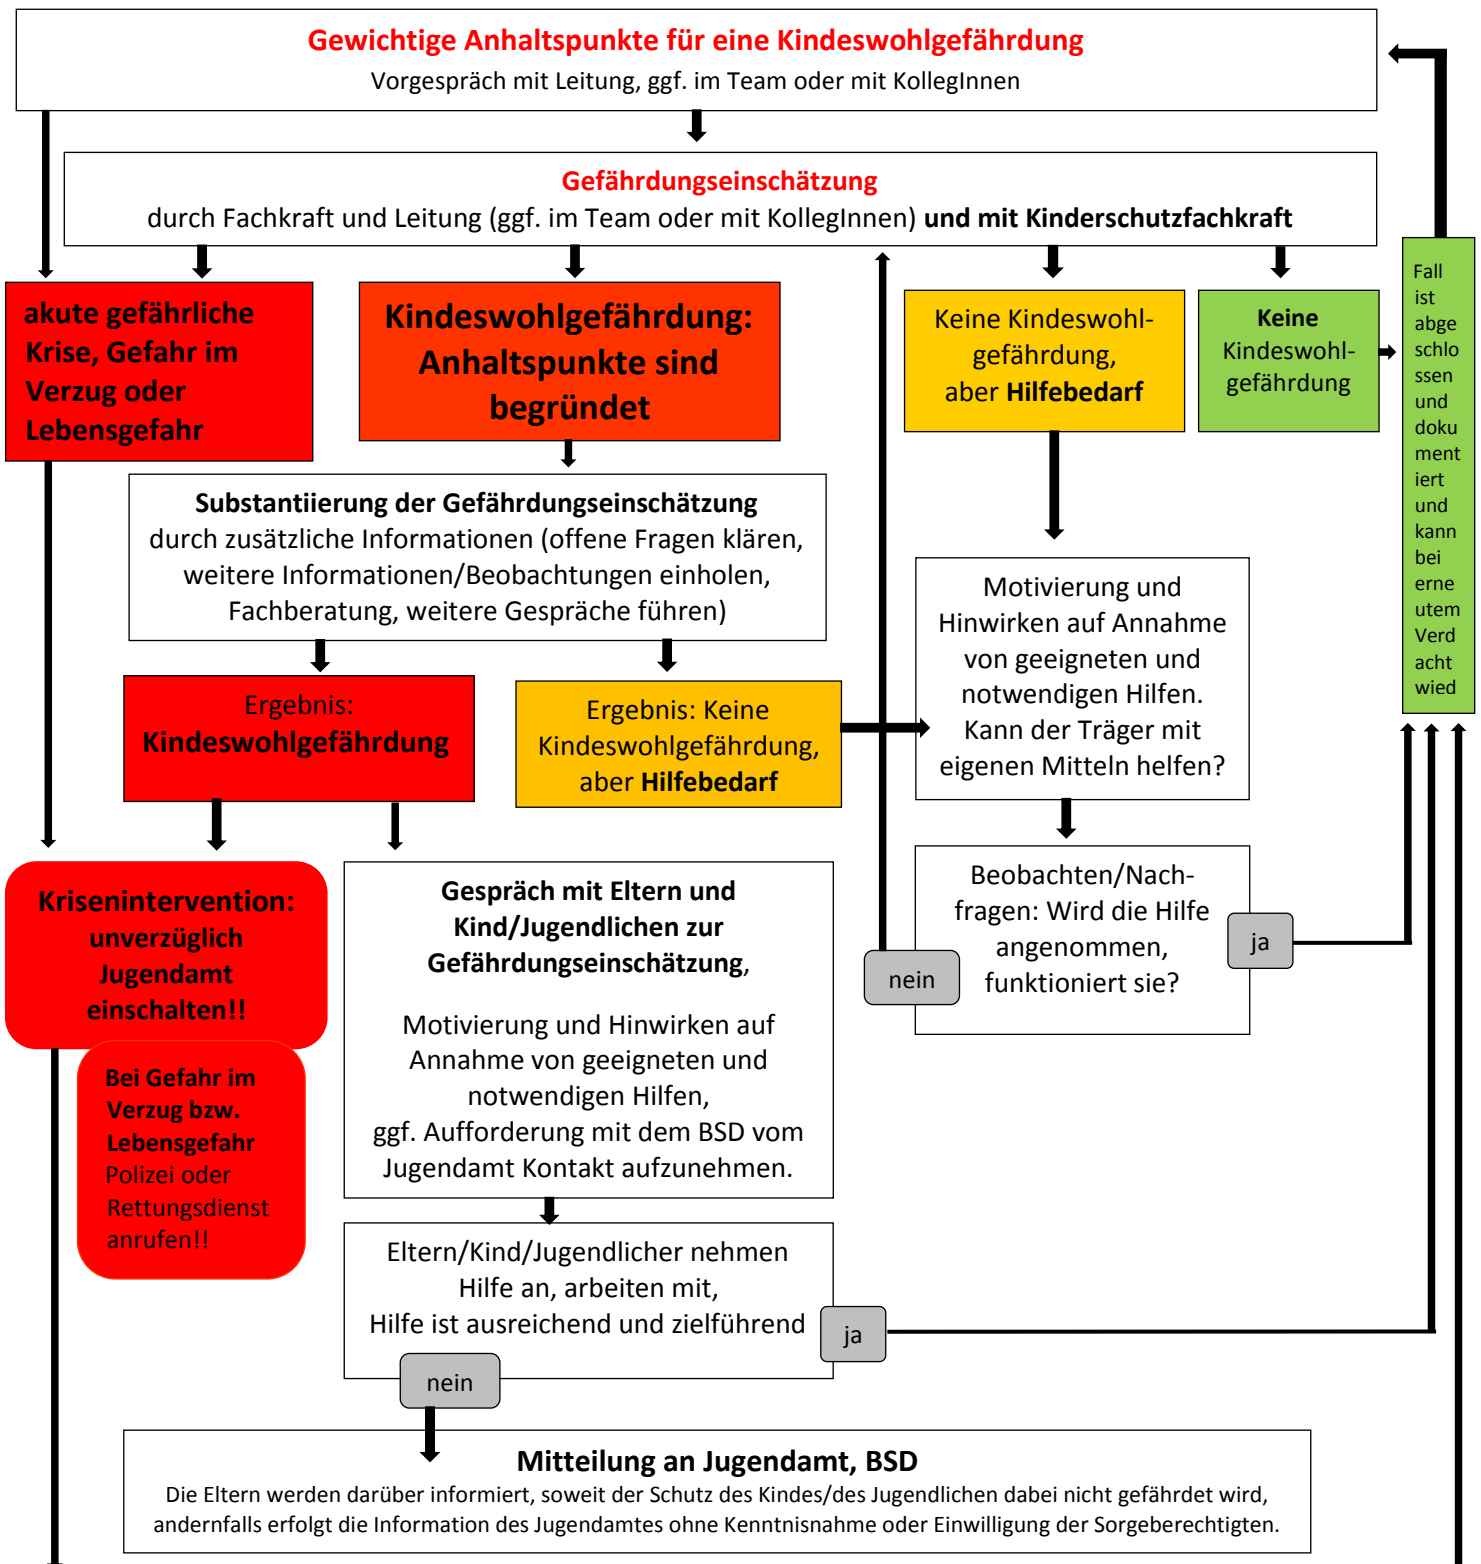 Gewichtige Anhaltspunkte für eine Kindeswohlgefährdung
Vorgespräch mit Leitung, ggf. im Team oder mit KollegInnen
Gefährdungseinschätzung
durch Fachkraft und Leitung (ggf. im Team oder mit KollegInnen) und mit Kinderschutzfachkraft
akute gefährliche
Krise, Gefahr im
Verzug oder
Lebensgefahr
Kindeswohlgefährdung:
Anhaltspunkte sind
begründet
Keine Kindeswohl-
gefährdung,
aber Hilfebedarf
Keine
Kindeswohl-
gefährdung
Fall
ist
abge
schlo
ssen
und
doku
ment
iert
und
kann
bei
erne
utem
Verd
acht
wied
Substantiierung der Gefährdungseinschätzung
durch zusätzliche Informationen (offene Fragen klären,
weitere Informationen/Beobachtungen einholen,
Fachberatung, weitere Gespräche führen)
Motivierung und
Hinwirken auf Annahme
von geeigneten und
notwendigen Hilfen.
Kann der Träger mit
eigenen Mitteln helfen?
Ergebnis:
Kindeswohlgefährdung
Ergebnis: Keine
Kindeswohlgefährdung,
aber Hilfebedarf
Beobachten/Nach-
fragen: Wird die Hilfe
angenommen,
funktioniert sie?
ja
nein
Krisenintervention:
unverzüglich
Jugendamt
einschalten!!
Bei Gefahr im
Verzug bzw.
Lebensgefahr
Polizei oder
Rettungsdienst
anrufen!!
Gespräch mit Eltern und
Kind/Jugendlichen zur
Gefährdungseinschätzung,
Motivierung und Hinwirken auf
Annahme von geeigneten und
notwendigen Hilfen,
ggf. Aufforderung mit dem BSD vom
Jugendamt Kontakt aufzunehmen.
Eltern/Kind/Jugendlicher nehmen
Hilfe an, arbeiten mit,
Hilfe ist ausreichend und zielführend
ja
nein
Mitteilung an Jugendamt, BSD
Die Eltern werden darüber informiert, soweit der Schutz des Kindes/des Jugendlichen dabei nicht gefährdet wird,
andernfalls erfolgt die Information des Jugendamtes ohne Kenntnisnahme oder Einwilligung der Sorgeberechtigten.